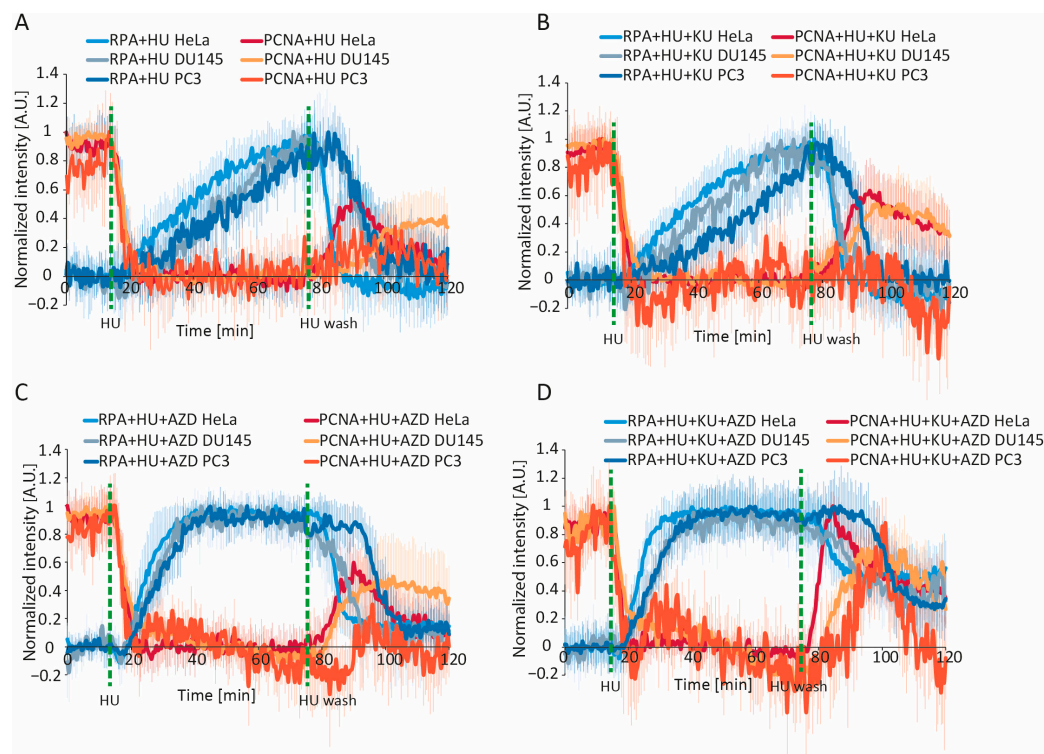 A
RPA+HU HeLa PCNA+HU HeLa
RPA+HU DU145 PCNA+HU DU145
RPA+HU PC3 PCNA+HU PC3
Normalized intensity [A.U.]
1.4
1.2
1
0.8
0.6
0.4
0.2
0
−0.2
0 20 40 60 80 100 120
HU Time [min] HU wash
B
RPA+HU+KU HeLa PCNA+HU+KU HeLa
RPA+HU+KU DU145 PCNA+HU+KU DU145
RPA+HU+KU PC3 PCNA+HU+KU PC3
Normalized intensity [A.U.]
1.4
1.2
1
0.8
0.6
0.4
0.2
0
−0.2
0 20 40 60 80 100 120
HU Time [min] HU wash
C
RPA+HU+AZD HeLa PCNA+HU+AZD HeLa
RPA+HU+AZD DU145 PCNA+HU+AZD DU145
RPA+HU+AZD PC3 PCNA+HU+AZD PC3
Normalized intensity [A.U.]
1.4
1.2
1
0.8
0.6
0.4
0.2
0
−0.2
0 20 40 60 80 100 120
HU Time [min] HU wash
D
RPA+HU+KU+AZD HeLa PCNA+HU+KU+AZD HeLa
RPA+HU+KU+AZD DU145 PCNA+HU+KU+AZD DU145
RPA+HU+KU+AZD PC3 PCNA+HU+KU+AZD PC3
Normalized intensity [A.U.]
1.4
1.2
1
0.8
0.6
0.4
0.2
0
−0.2
0 20 40 60 80 100 120
HU Time [min] HU wash